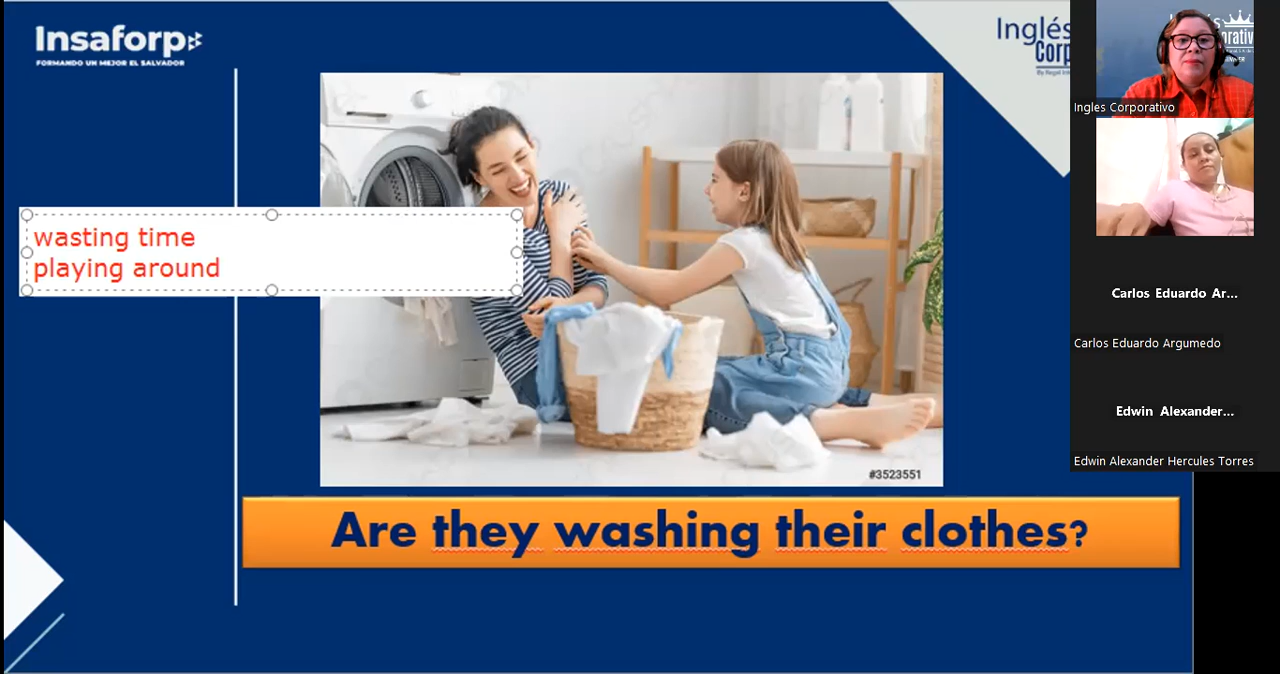 Insaforp
FORMANDO UN MEJOR EL SALVADOR
Inglés
Corp
wasting time
playing around
#3523551
Are they washing their clothes?
Ingles Corporativo
Carlos Eduardo Ar...
Carlos Eduardo Argumedo
Edwin Alexander...
Edwin Alexander Hercules Torres